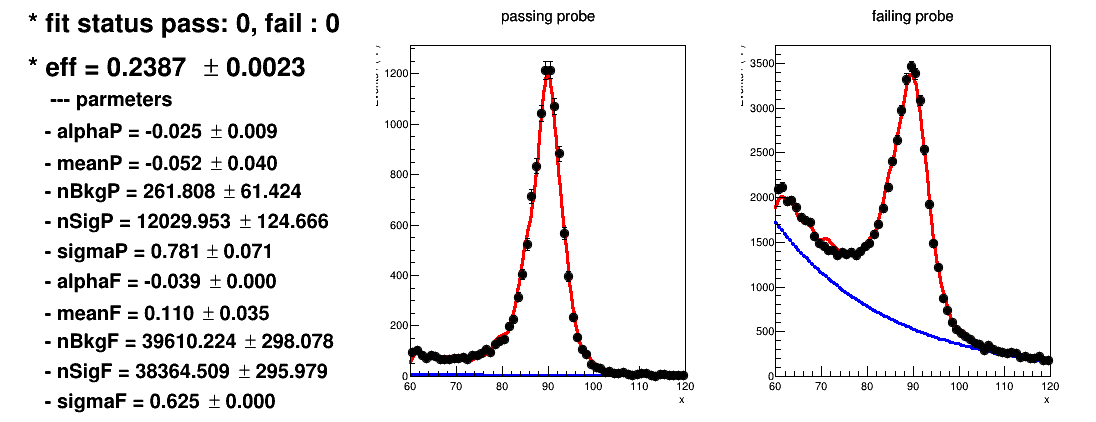 * fit status pass: 0, fail : 0
* eff = 0.2387 ± 0.0023
--- parmeters
- alphaP = -0.025 ± 0.009
- meanP = -0.052 ± 0.040
- nBkgP = 261.808 ± 61.424
- nSigP = 12029.953 ± 124.666
- sigmaP = 0.781 ± 0.071
- alphaF = -0.039 ± 0.000
- meanF = 0.110 ± 0.035
- nBkgF = 39610.224 ± 298.078
- nSigF = 38364.509 ± 295.979
- sigmaF = 0.625 ± 0.000
passing probe
1200
1000
800
600
400
200
0
60 70 80 90 100 110 120
x
failing probe
3500
3000
2500
2000
1500
1000
500
0
60 70 80 90 100 110 120
x